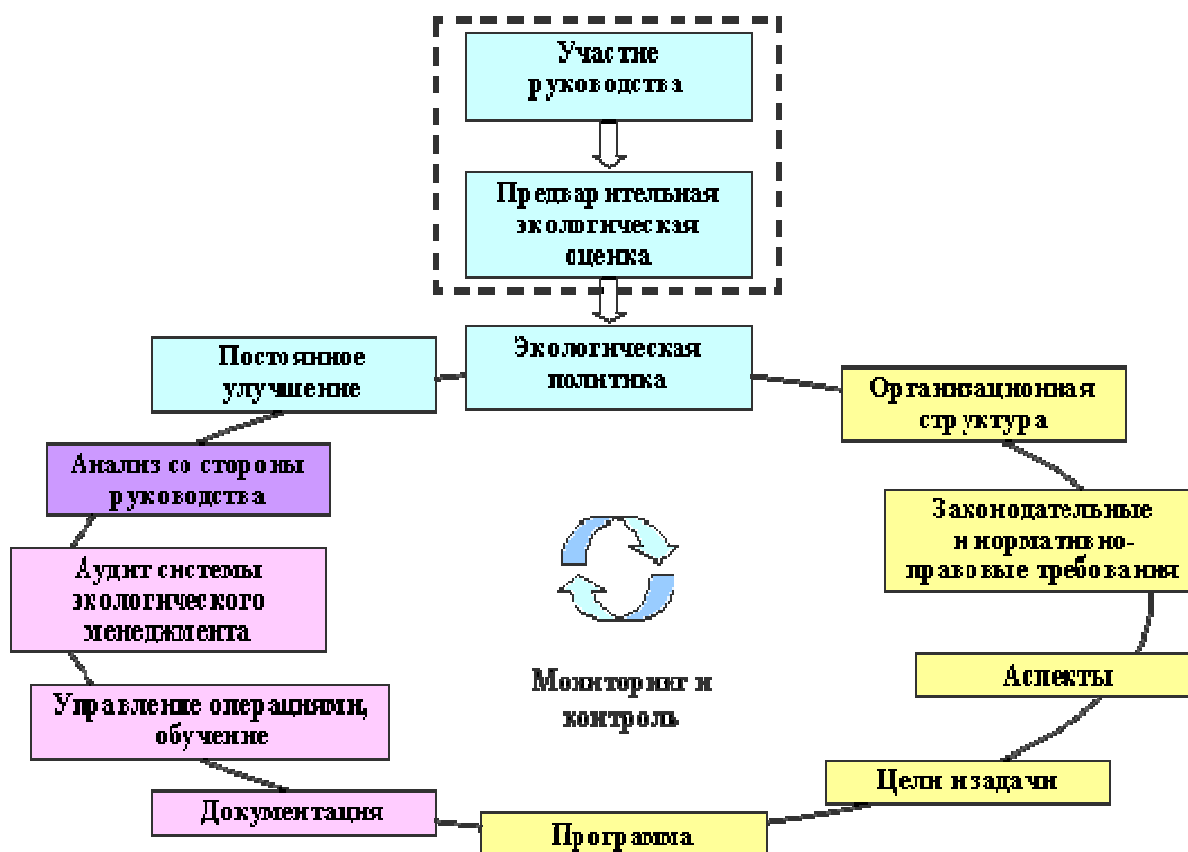 Участие
руководства
Предварительная
экологическая
оценка
Экологическая
политика
Постоянное
улучшение
Организационная
структура
Анализ со стороны
руководства
Законодательные
и нормативно-
правовые требования
Аудит системы
экологического
менеджмента
Аспекты
Мониторинг и
контроль
Управление операциями,
обучение
Цели и задачи
Документация
Программа